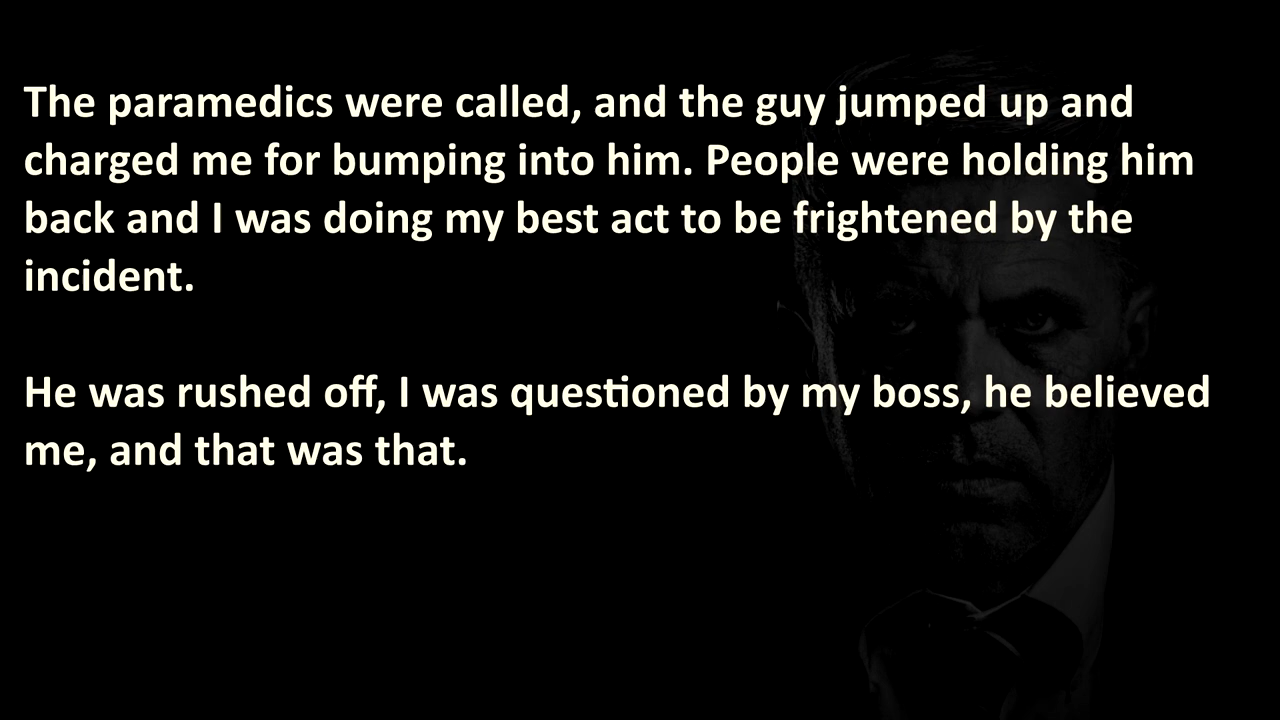 The paramedics were called, and the guy jumped up and
charged me for bumping into him. People were holding him
back and I was doing my best act to be frightened by the
incident.
He was rushed off, I was questioned by my boss, he believed
me, and that was that.